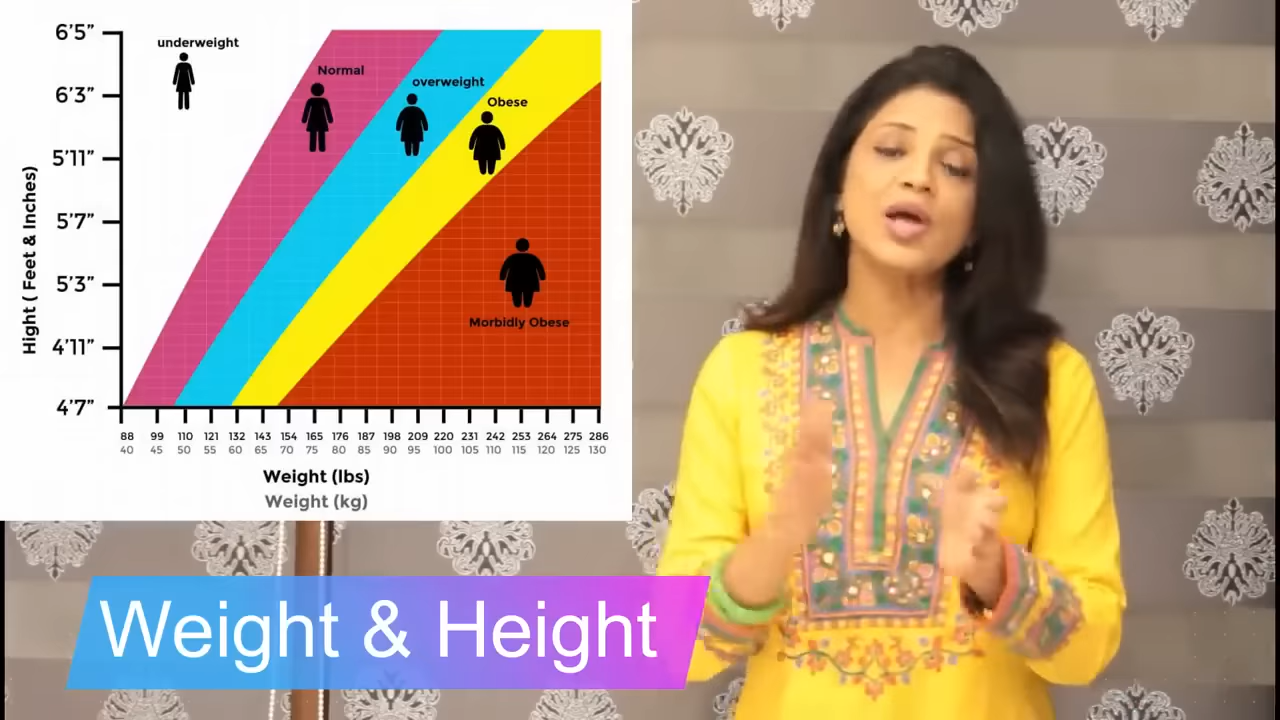 6'5”
6'3”
5'11”
5'7”
5'3”
4'11”
4'7”
Hight ( Feet & Inches)
underweight
Normal
overweight
Obese
Morbidly Obese
88 99 110 121 132 143 154 165 176 187 198 209 220 231 242 253 264 275 286
40 45 50 55 60 65 70 75 80 85 90 95 100 105 110 115 120 125 130
Weight (lbs)
Weight (kg)
Weight & Height